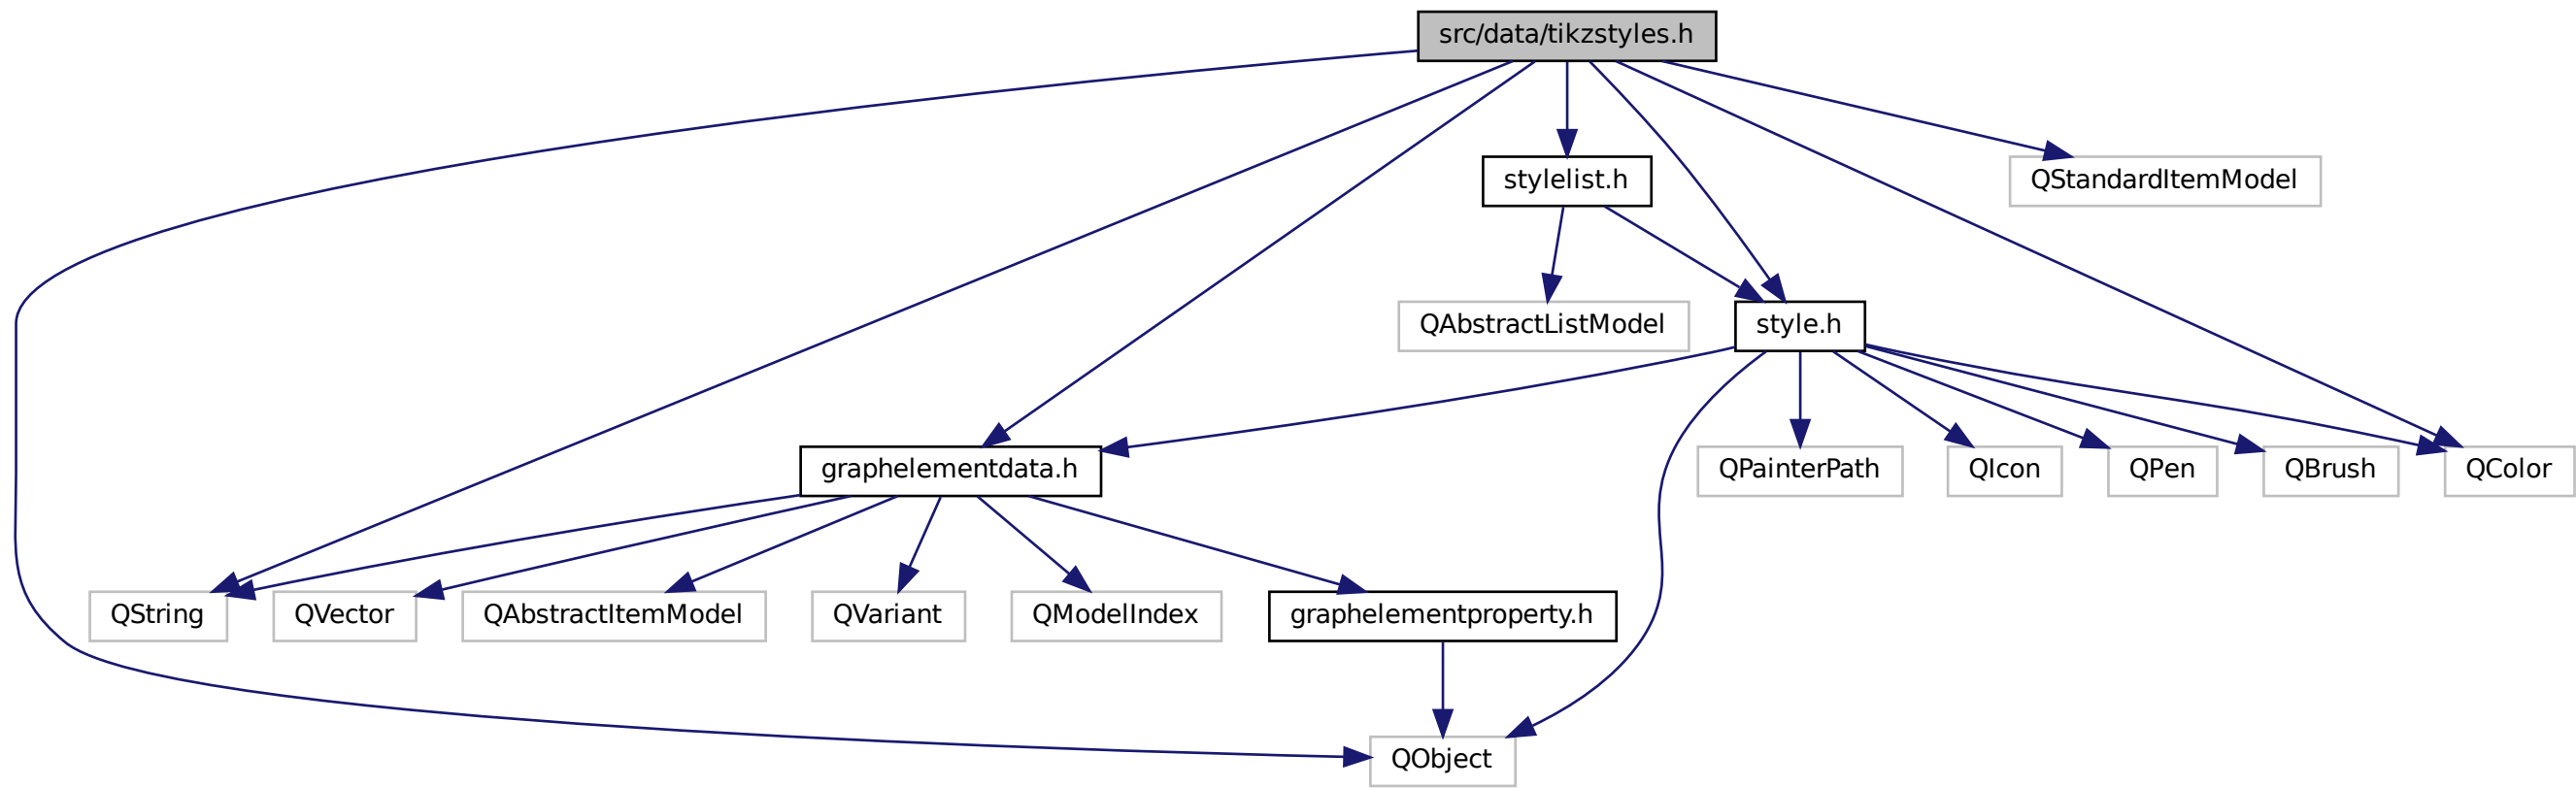 src/data/tikzstyles.h
stylelist.h
QStandardItemModel
QAbstractListModel
style.h
graphelementdata.h
QPainterPath
QIcon
QPen
QBrush
QColor
QString
QVector
QAbstractItemModel
QVariant
QModelIndex
graphelementproperty.h
QObject